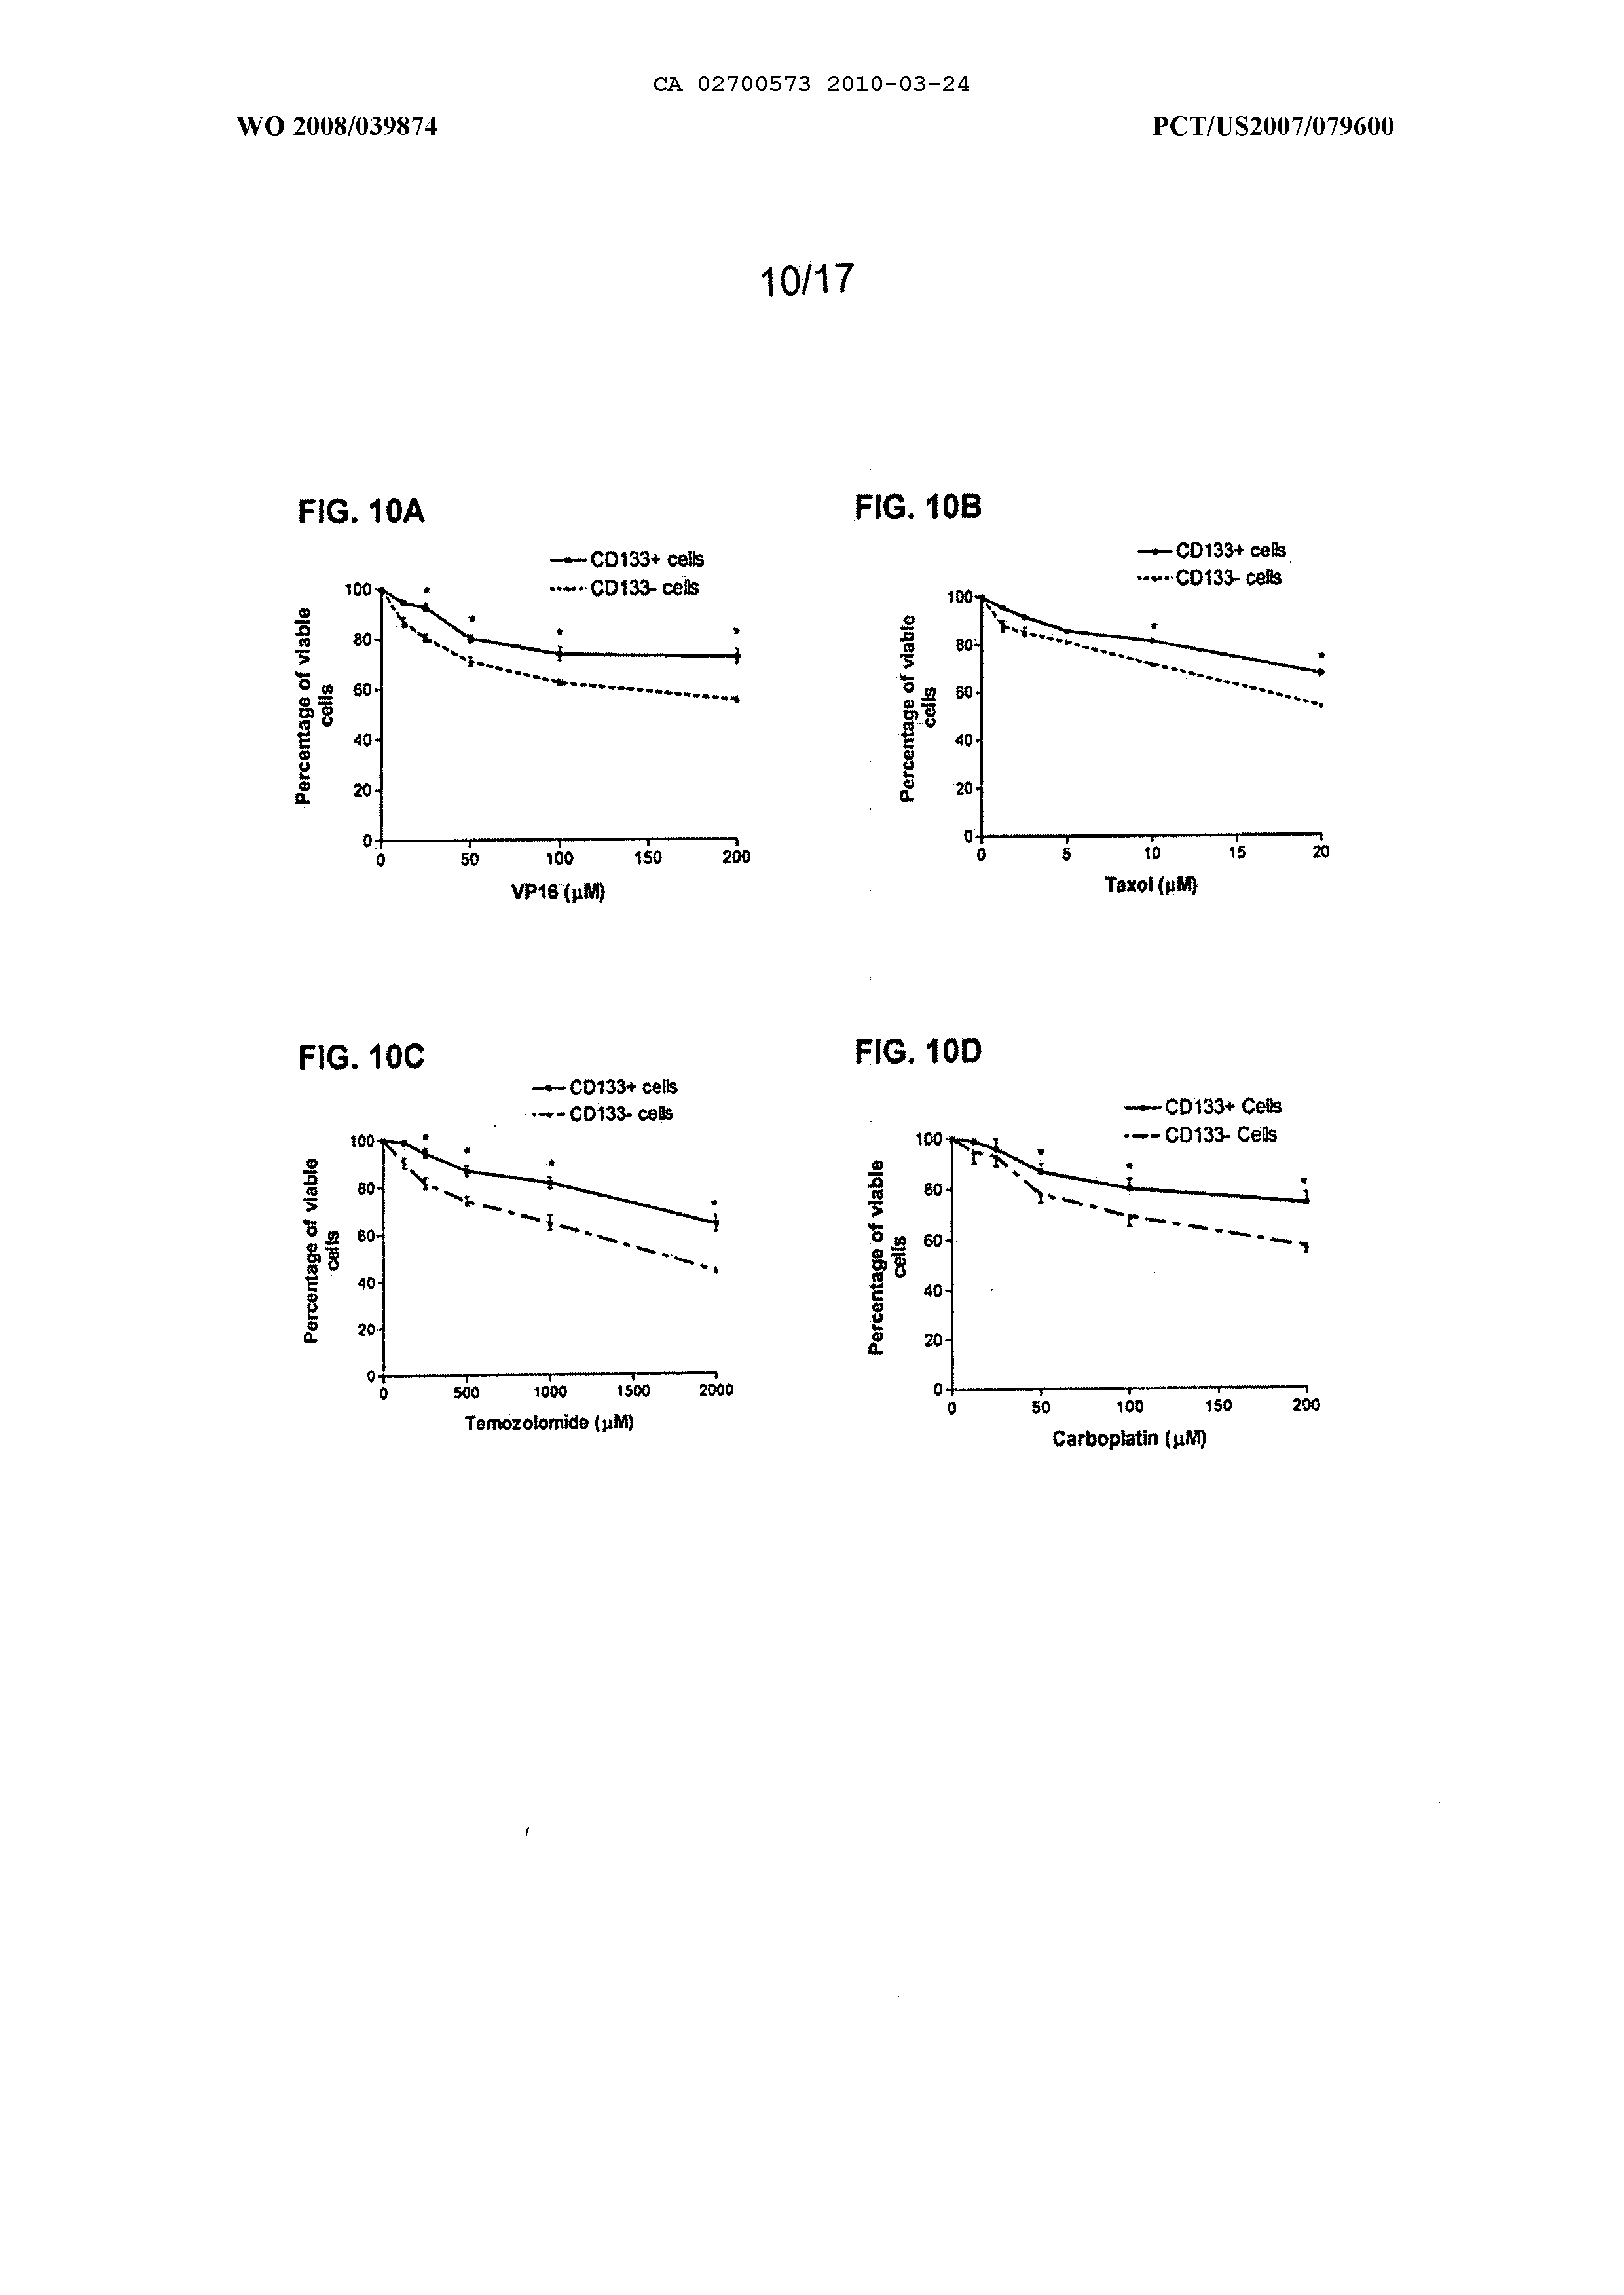 CA 02700573 2010-03-24
WO 2008/039874
PCT/US2007/079600
10/17
FIG. 10A
CD133+ cells
CD133- cells
Percentage of viable
cells
100
80
60
40
20
0
0 50 100 150 200
VP16 (µM)
FIG. 10B
CD133+ cells
CD133- cells
Percentage of viable
cells
100
80
60
40
20
0
0 5 10 15 20
Taxol (µM)
FIG. 10C
CD133+ cells
CD133- cells
Percentage of viable
cells
100
80
60
40
20
0
0 500 1000 1500 2000
Temozolomide (µM)
FIG. 10D
CD133+ Cells
CD133- Cells
Percentage of viable
cells
100
80
60
40
20
0
0 50 100 150 200
Carboplatin (µM)